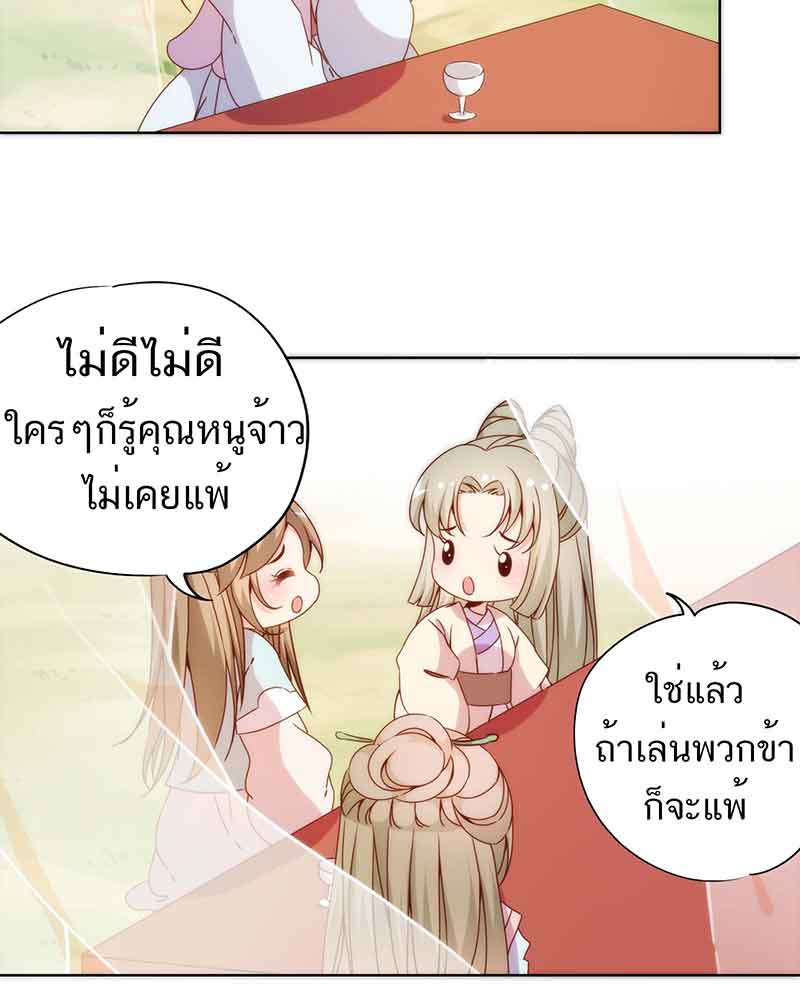 ไม่ดีไม่ดี
ใครๆก็รู้คุณหนูจ้าว
ไม่เคยแพ้
ใช่แล้ว
ถ้าเล่นพวกข้า
ก็จะแพ้